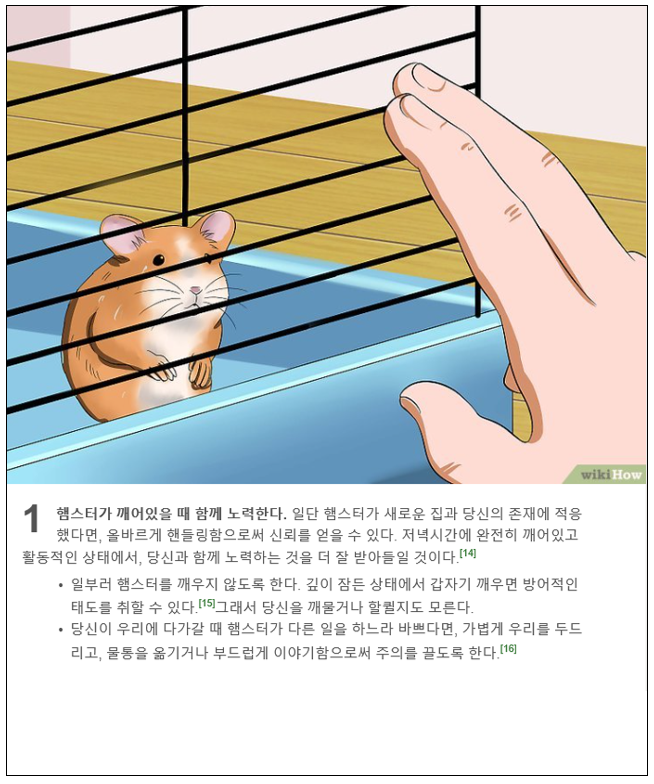 wikiHow
1 햄스터가 깨어있을 때 함께 노력한다. 일단 햄스터가 새로운 집과 당신의 존재에 적응
했다면, 올바르게 핸들링함으로써 신뢰를 얻을 수 있다. 저녁시간에 완전히 깨어있고
활동적인 상태에서, 당신과 함께 노력하는 것을 더 잘 받아들일 것이다.[14]
• 일부러 햄스터를 깨우지 않도록 한다. 깊이 잠든 상태에서 갑자기 깨우면 방어적인
태도를 취할 수 있다.[15]그래서 당신을 깨물거나 할퀼지도 모른다.
• 당신이 우리에 다가갈 때 햄스터가 다른 일을 하느라 바쁘다면, 가볍게 우리를 두드
리고, 물통을 옮기거나 부드럽게 이야기함으로써 주의를 끌도록 한다.[16]